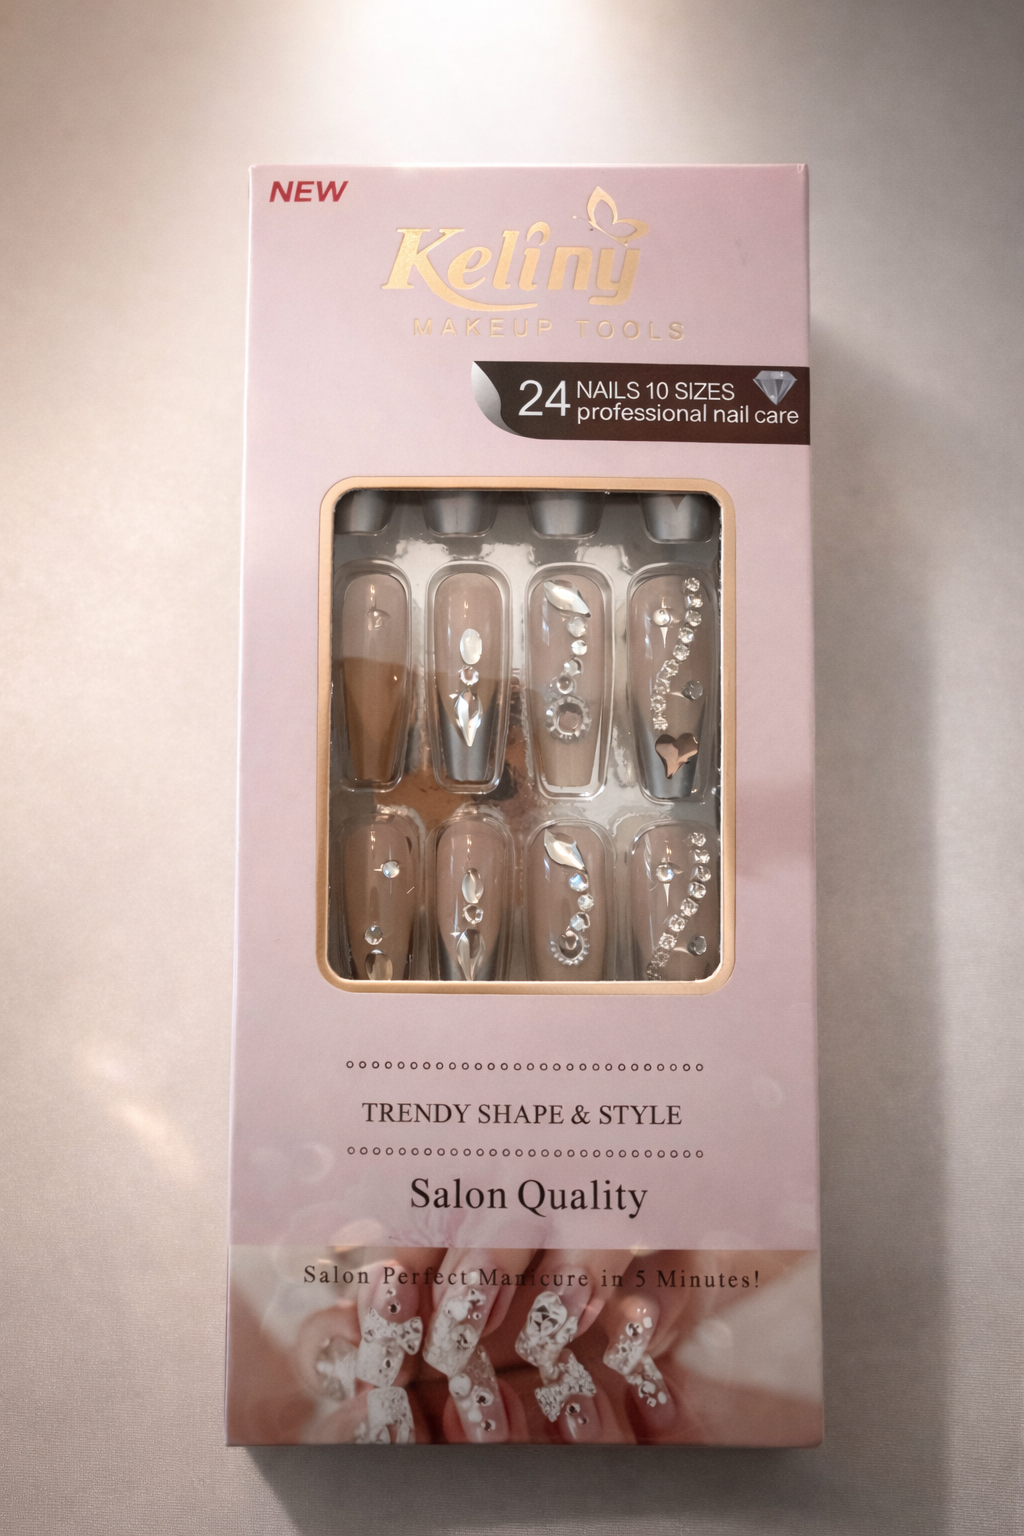 NEW
Keliny
MAKEUP TOOLS
24 NAILS 10 SIZES
professional nail care
TRENDY SHAPE & STYLE
Salon Quality
Salon Perfect Manicure in 5 Minutes!